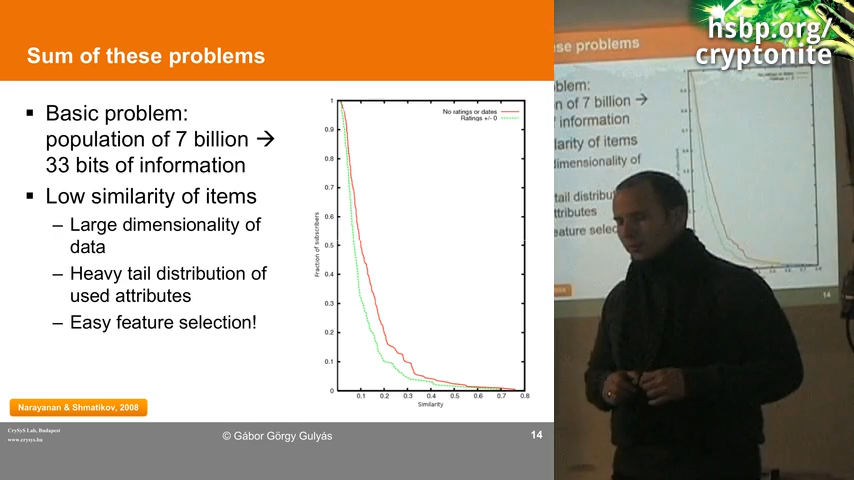 Sum of these problems
▪ Basic problem:
population of 7 billion →
33 bits of information
▪ Low similarity of items
– Large dimensionality of
data
– Heavy tail distribution of
used attributes
– Easy feature selection!
Narayanan & Shmatikov, 2008
CrySyS Lab, Budapest
www.crysys.hu
© Gábor Görgy Gulyás
14
No ratings or dates
Ratings +/- 0
Fraction of subscribers
1
0.9
0.8
0.7
0.6
0.5
0.4
0.3
0.2
0.1
0
0.1 0.2 0.3 0.4 0.5 0.6 0.7 0.8
Similarity
hsbp.org/
cryptonite
ese problems
blem:
n of 7 billion →
f information
larity of items
dimensionality of
tail distribut
ttributes
eature selec
14